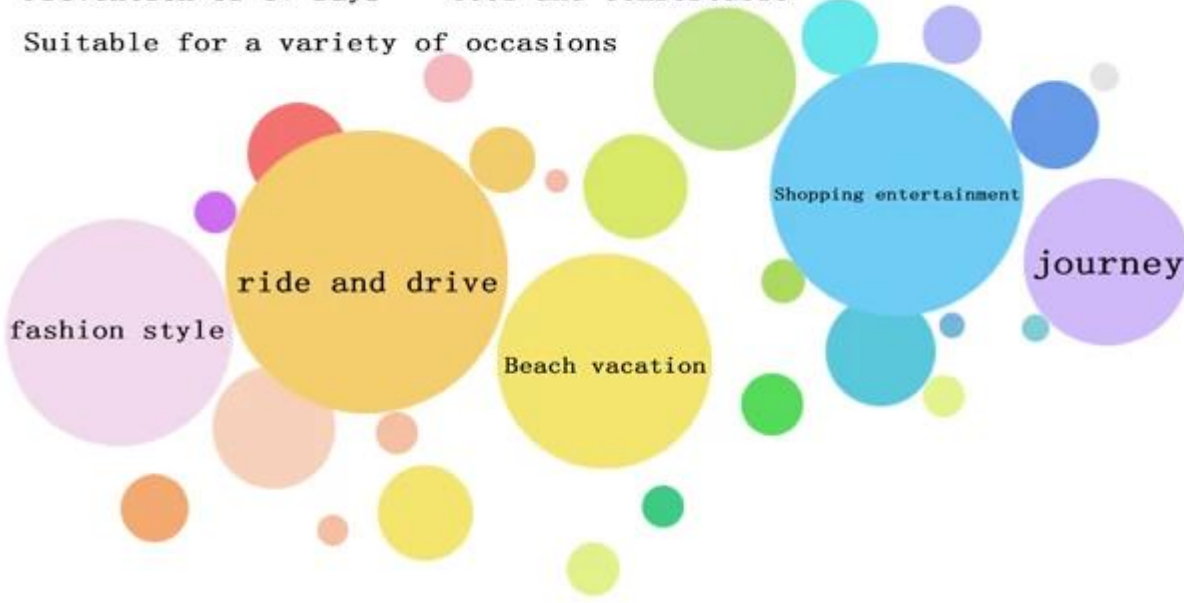 Suitable for a variety of occasions
Shopping entertainment
journey
ride and drive
fashion style
Beach vacation